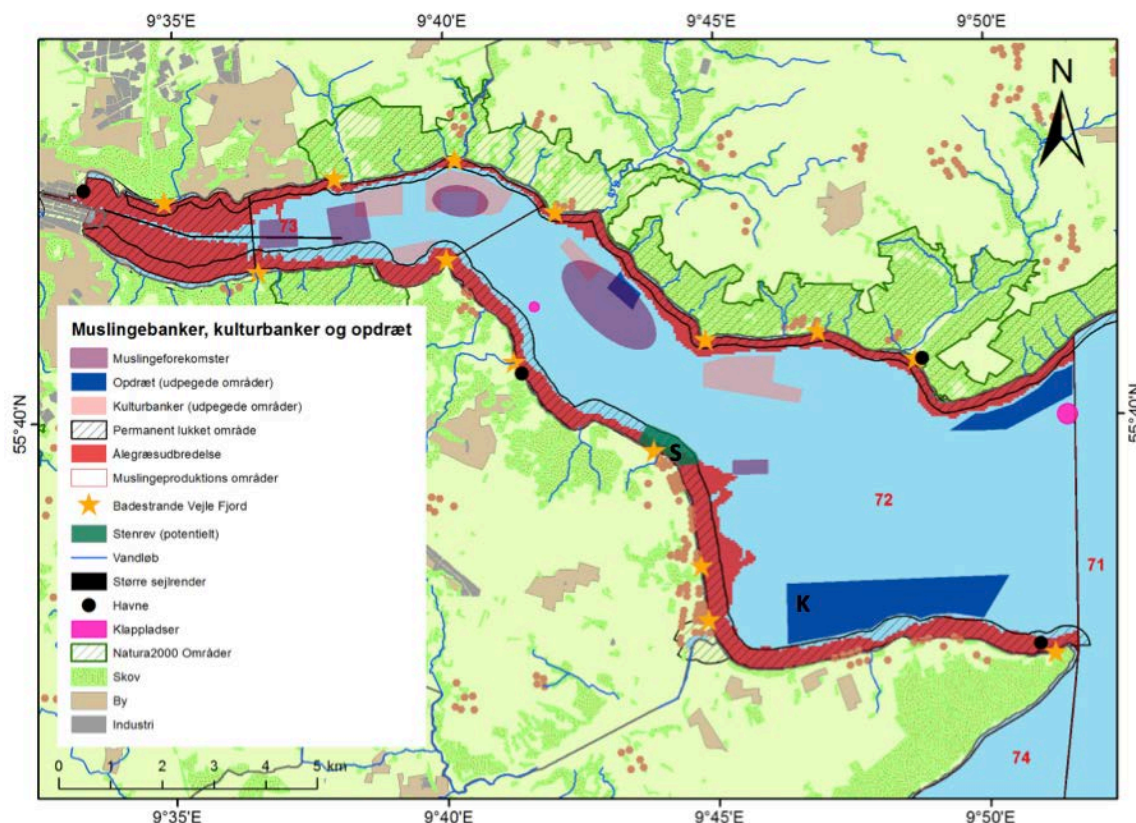 9°35'E 9°40'E 9°45'E 9°50'E
N
73
55°40'N
55°40'N
S
72
71
K
74
Muslingebanker, kulturbanker og opdræt
Muslingeforekomster
Opdræt (udpegede områder)
Kulturbanker (udpegede områder)
Permanent lukket område
Ålegræsudbredelse
Muslingeproduktions områder
Badestrande Vejle Fjord
Stenrev (potentielt)
Vandløb
Større sejlrender
Havne
Klappladser
Natura2000 Områder
Skov
By
Industri
0 1 2 3 4 5 km
9°35'E 9°40'E 9°45'E 9°50'E